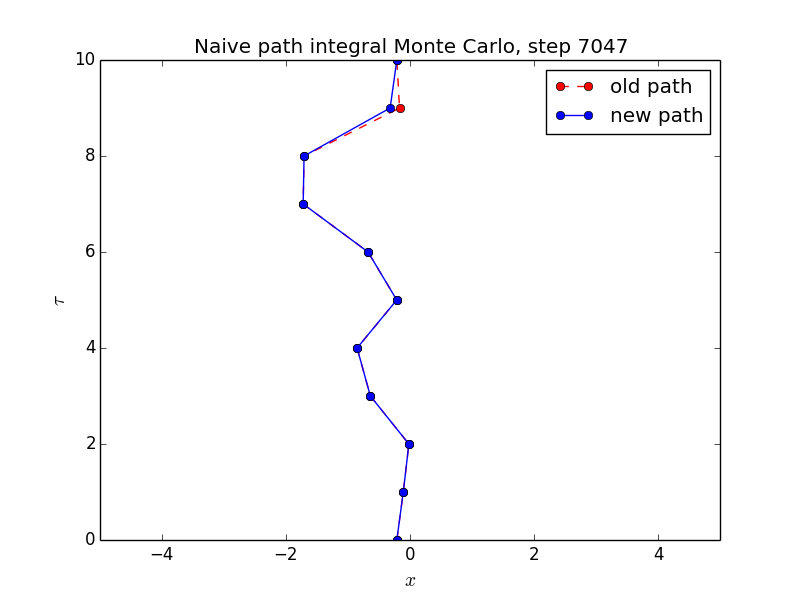 Naive path integral Monte Carlo, step 7047
old path
new path
10
8
6
4
2
0
τ
−4
−2
0
2
4
x